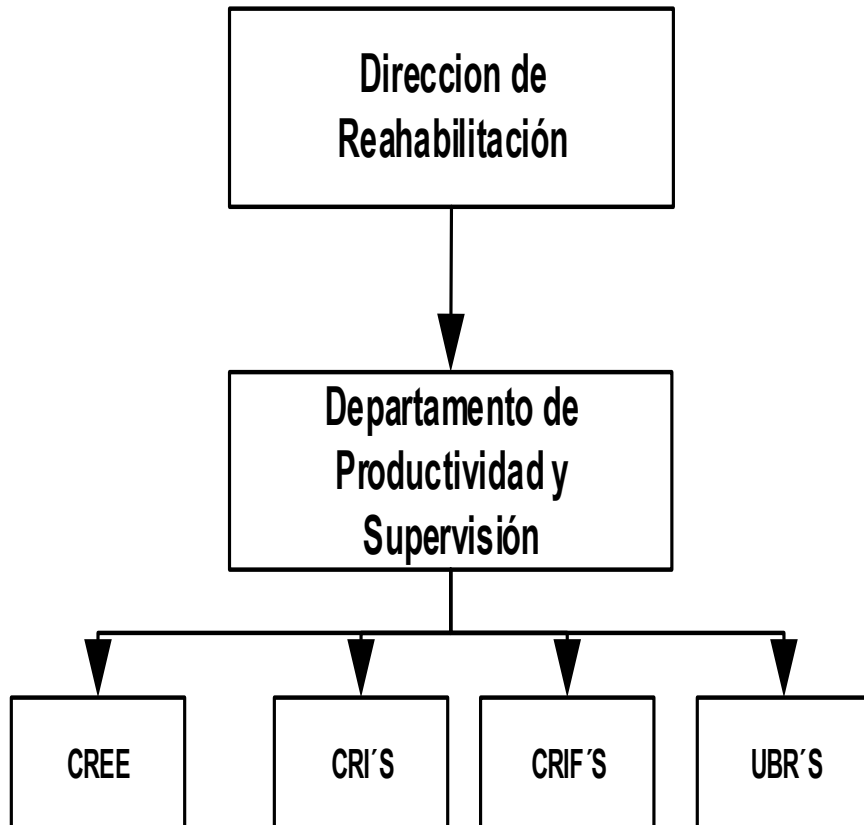 Direccion de
Reahabilitación
Departamento de
Productividad y
Supervisión
CREE
CRI´S
CRIF´S
UBR´S